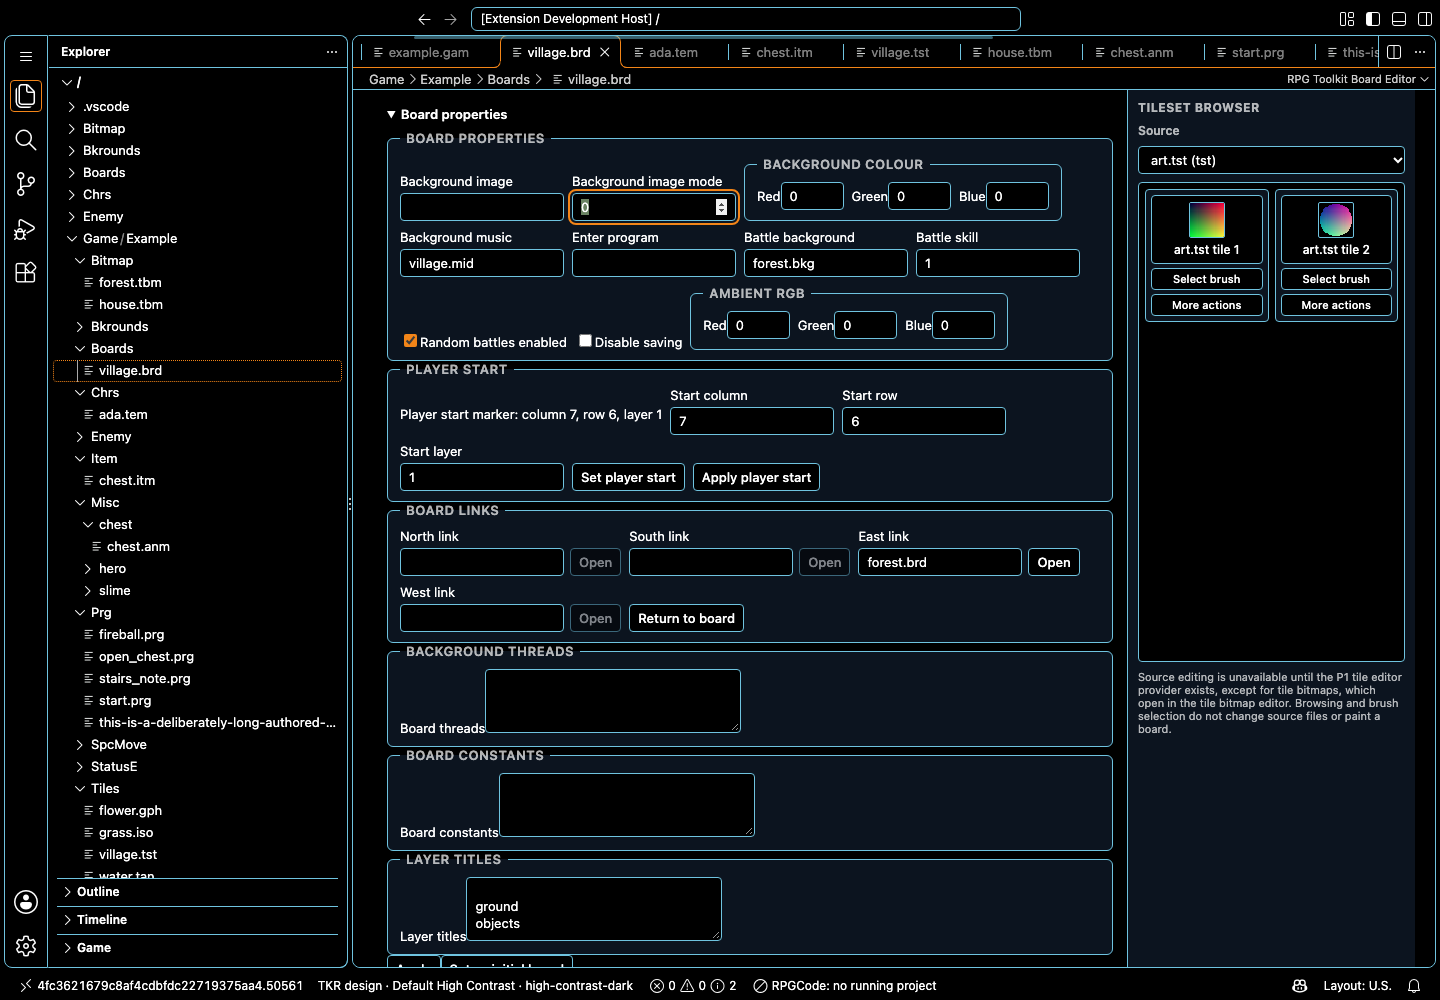 [Extension Development Host] /
Explorer
/
.vscode
Bitmap
Bkrounds
Boards
Chrs
Enemy
Game/Example
Bitmap
forest.tbm
house.tbm
Bkrounds
Boards
village.brd
Chrs
ada.tem
Enemy
Item
chest.itm
Misc
chest
chest.anm
hero
slime
Prg
fireball.prg
open_chest.prg
stairs_note.prg
start.prg
this-is-a-deliberately-long-authored-...
SpcMove
StatusE
Tiles
flower.gph
grass.iso
village.tst
water.tan
Outline
Timeline
Game
example.gam village.brd ada.tem chest.itm village.tst house.tbm chest.anm start.prg this-is
Game > Example > Boards > village.brd
RPG Toolkit Board Editor
Board properties
BOARD PROPERTIES
Background image
Background image mode
0
BACKGROUND COLOUR
Red 0 Green 0 Blue 0
Background music
village.mid
Enter program
Battle background
forest.bkg
Battle skill
1
Random battles enabled
Disable saving
AMBIENT RGB
Red 0 Green 0 Blue 0
PLAYER START
Player start marker: column 7, row 6, layer 1
Start column
7
Start row
6
Start layer
1
Set player start
Apply player start
BOARD LINKS
North link
Open
South link
Open
East link
forest.brd
Open
West link
Open
Return to board
BACKGROUND THREADS
Board threads
BOARD CONSTANTS
Board constants
LAYER TITLES
Layer titles
ground
objects
TILESET BROWSER
Source
art.tst (tst)
art.tst tile 1
Select brush
More actions
art.tst tile 2
Select brush
More actions
Source editing is unavailable until the P1 tile editor
provider exists, except for tile bitmaps, which
open in the tile bitmap editor. Browsing and brush
selection do not change source files or paint a
board.
4fc3621679c8af4cdbfdc22719375aa4.50561 TKR design · Default High Contrast · high-contrast-dark 0 0 2 RPGCode: no running project Layout: U.S.